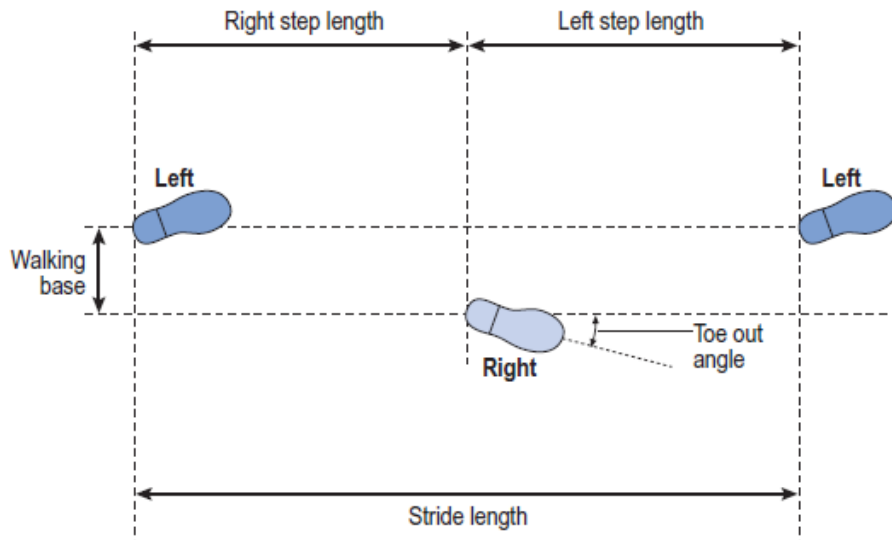 Right step length
Left step length
Left
Left
Walking
base
Toe out
angle
Right
Stride length